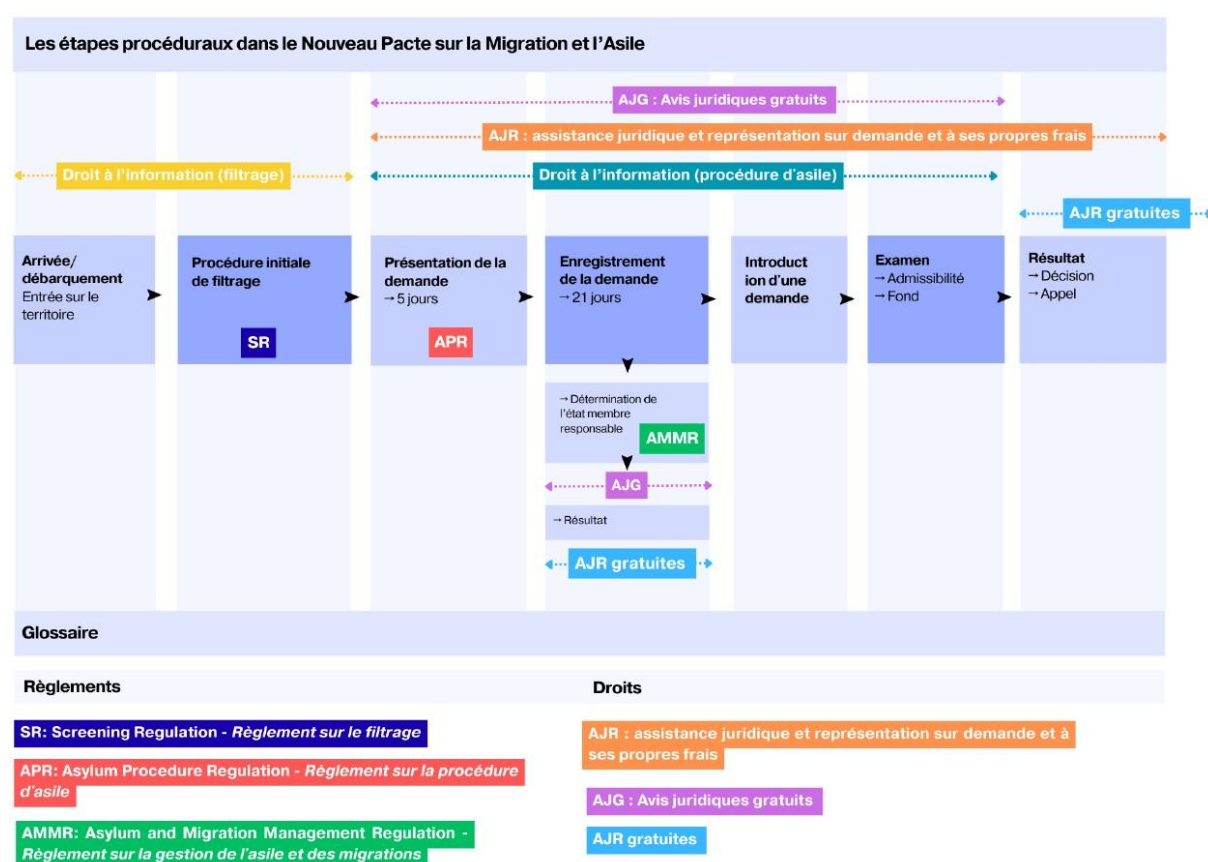 Les étapes procéduraux dans le Nouveau Pacte sur la Migration et l'Asile
AJG : Avis juridiques gratuits
AJR : assistance juridique et représentation sur demande et à ses propres frais
Droit à l'information (filtrage)
Droit à l'information (procédure d'asile)
AJR gratuites
Arrivée/
débarquement
Entrée sur le
territoire
Procédure initiale
de filtrage
SR
Présentation de la
demande
→ 5 jours
APR
Enregistrement
de la demande
→ 21 jours
Introduct
ion d'une
demande
Examen
→ Admissibilité
→ Fond
Résultat
→ Décision
→ Appel
→ Détermination de
l'état membre
responsable
AMMR
AJG
→ Résultat
AJR gratuites
Glossaire
Règlements
SR: Screening Regulation - Règlement sur le filtrage
APR: Asylum Procedure Regulation - Règlement sur la procédure
d'asile
AMMR: Asylum and Migration Management Regulation -
Règlement sur la gestion de l'asile et des migrations
Droits
AJR : assistance juridique et représentation sur demande et à
ses propres frais
AJG : Avis juridiques gratuits
AJR gratuites